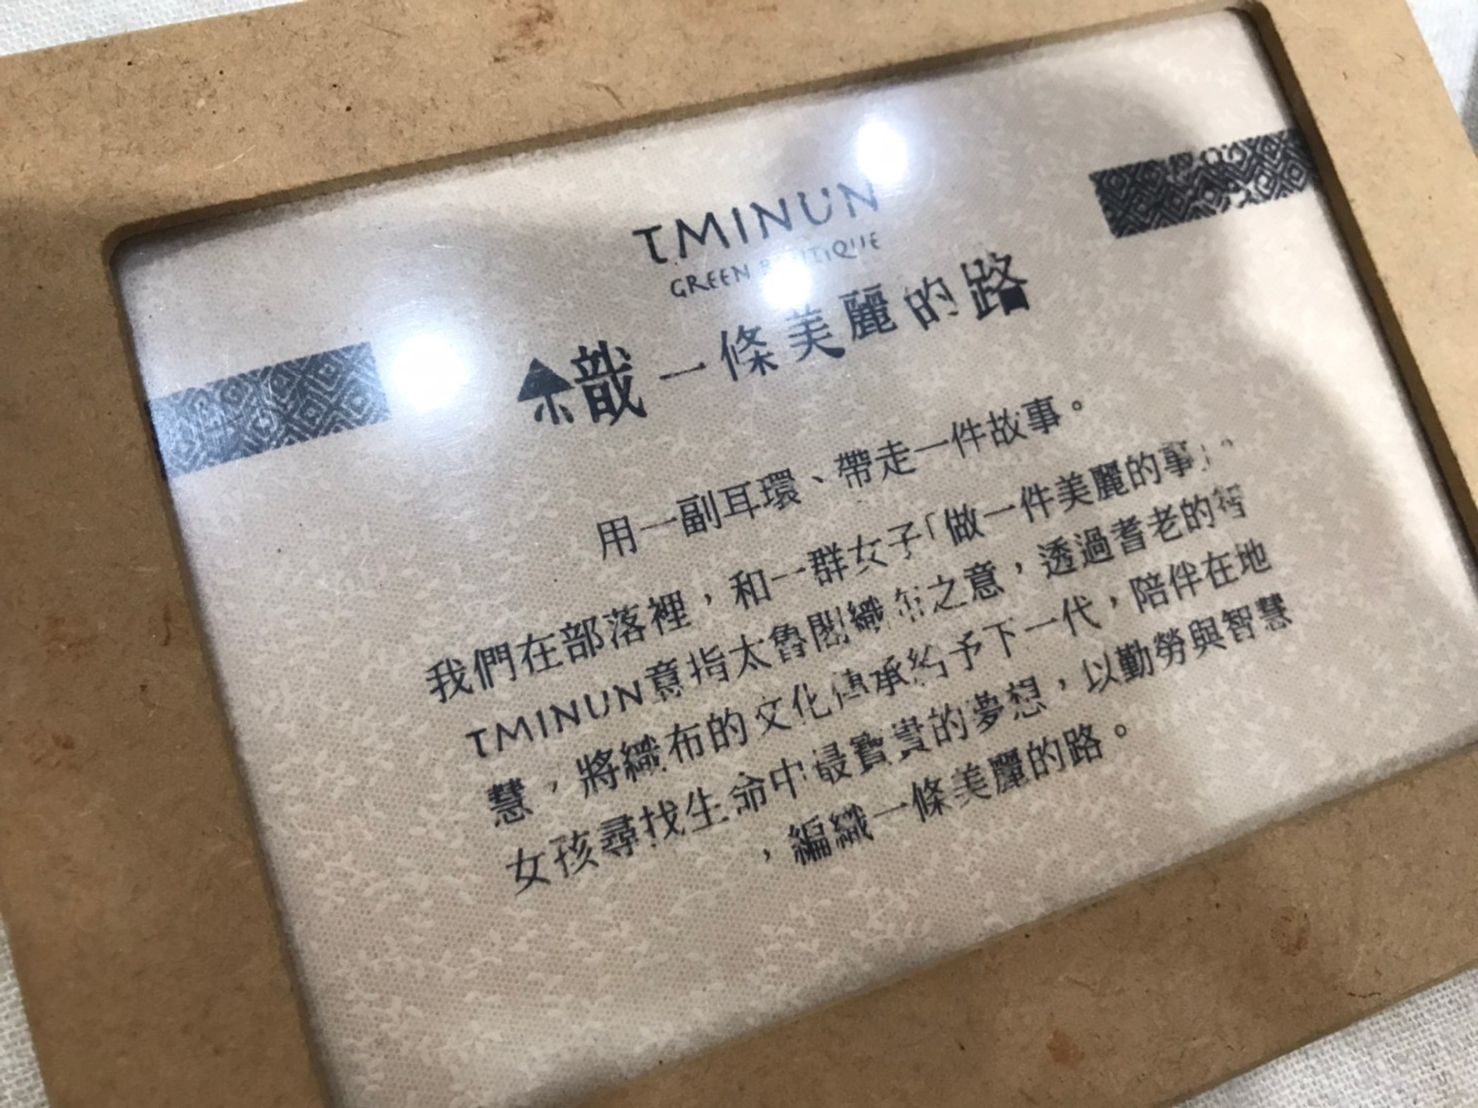 TMINUN
GREEN BOUTIQUE
織一條美麗的路
用一副耳環、帶走一件故事。
我們在部落裡，和一群女子「做一件美麗的事」。
TMINUN意指太魯閣織布之意，透過耆老的智
慧，將織布的文化傳承給予下一代，陪伴在地
女孩尋找生命中最寶貴的夢想，以勤勞與智慧
，編織一條美麗的路。